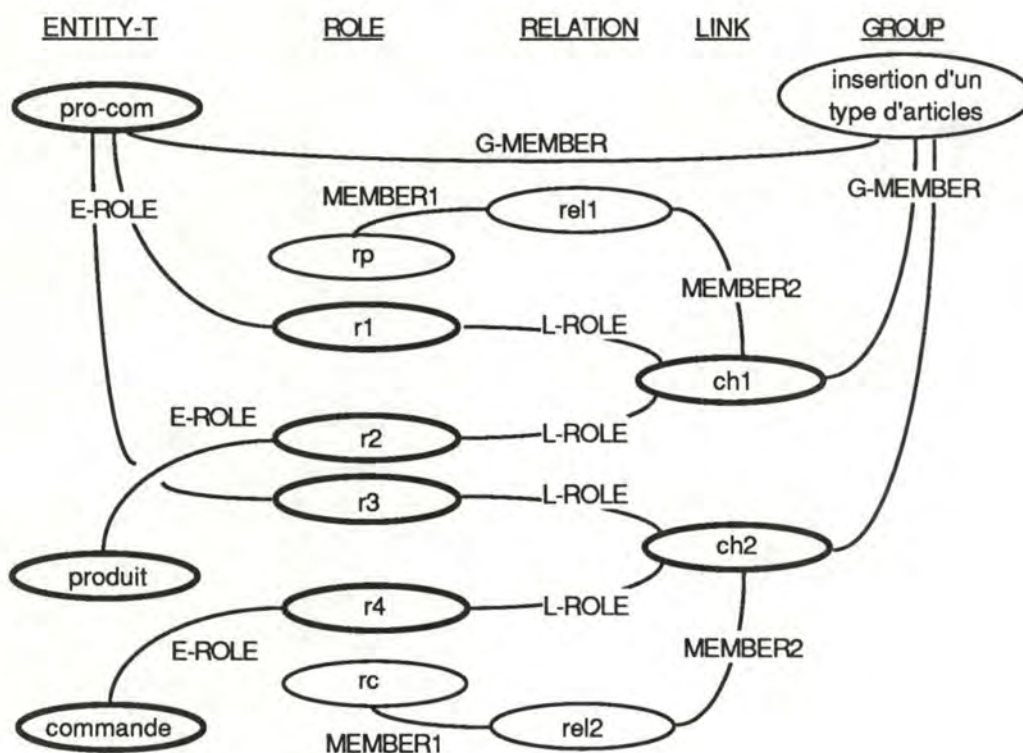 ENTITY-T ROLE RELATION LINK GROUP
insertion d'un
type d'articles
pro-com
G-MEMBER
G-MEMBER
E-ROLE
MEMBER1
rel1
rp
MEMBER2
r1
L-ROLE
ch1
E-ROLE
r2
L-ROLE
r3
L-ROLE
ch2
produit
r4
L-ROLE
E-ROLE
MEMBER2
rc
commande
rel2
MEMBER1